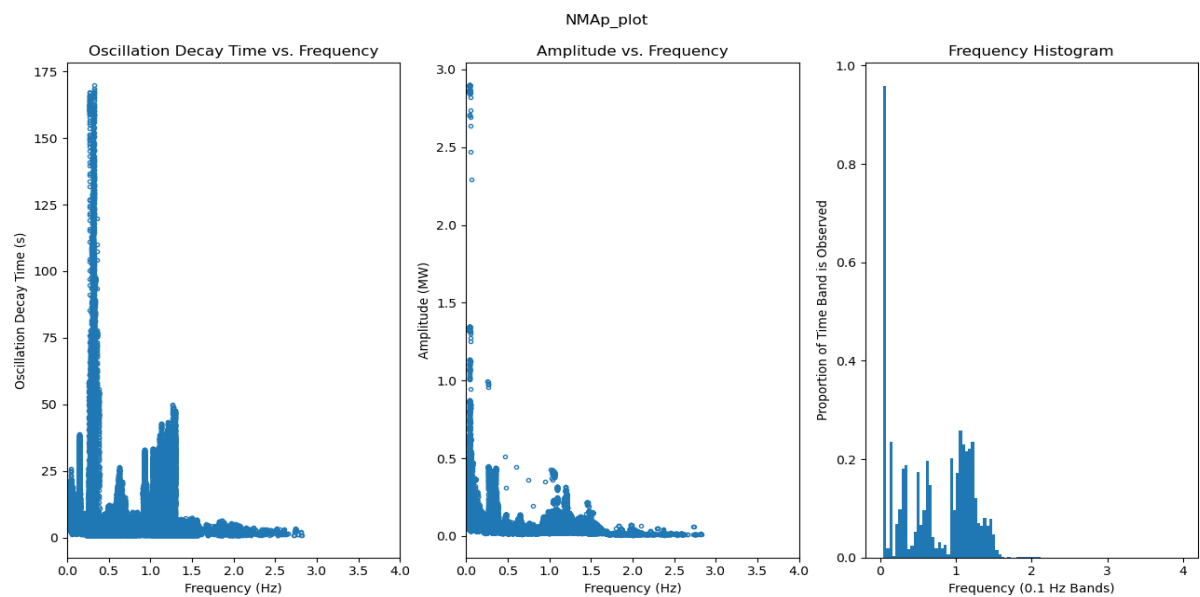 NMAp_plot
Oscillation Decay Time vs. Frequency
Oscillation Decay Time (s)
175
150
125
100
75
50
25
0
0.0 0.5 1.0 1.5 2.0 2.5 3.0 3.5 4.0
Frequency (Hz)
Amplitude vs. Frequency
Amplitude (MW)
3.0
2.5
2.0
1.5
1.0
0.5
0.0
0.0 0.5 1.0 1.5 2.0 2.5 3.0 3.5 4.0
Frequency (Hz)
Frequency Histogram
Proportion of Time Band is Observed
1.0
0.8
0.6
0.4
0.2
0.0
0 1 2 3 4
Frequency (0.1 Hz Bands)